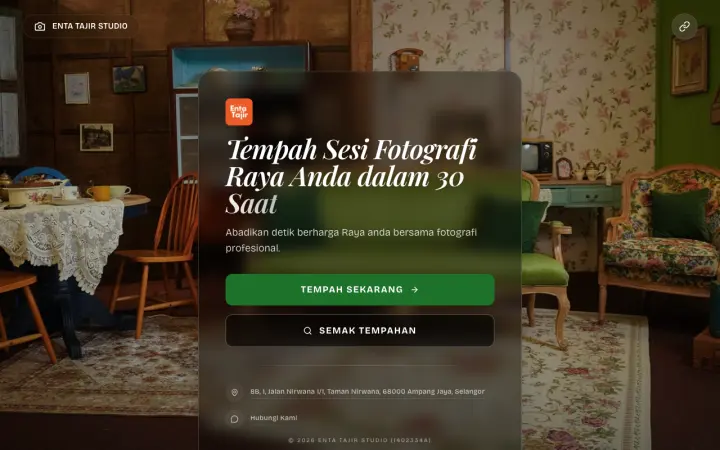 ENTA TAJIR STUDIO
Enta
Tajir
Tempah Sesi Fotografi
Raya Anda dalam 30
Saat
Abadikan detik berharga Raya anda bersama fotografi
profesional.
TEMPAH SEKARANG →
SEMAK TEMPAHAN
BB, 1, Jalan Nirwana 1/1, Taman Nirwana, 68000 Ampang Jaya, Selangor
Hubungi Kami
© 2026 ENTA TAJIR STUDIO (1402334A)